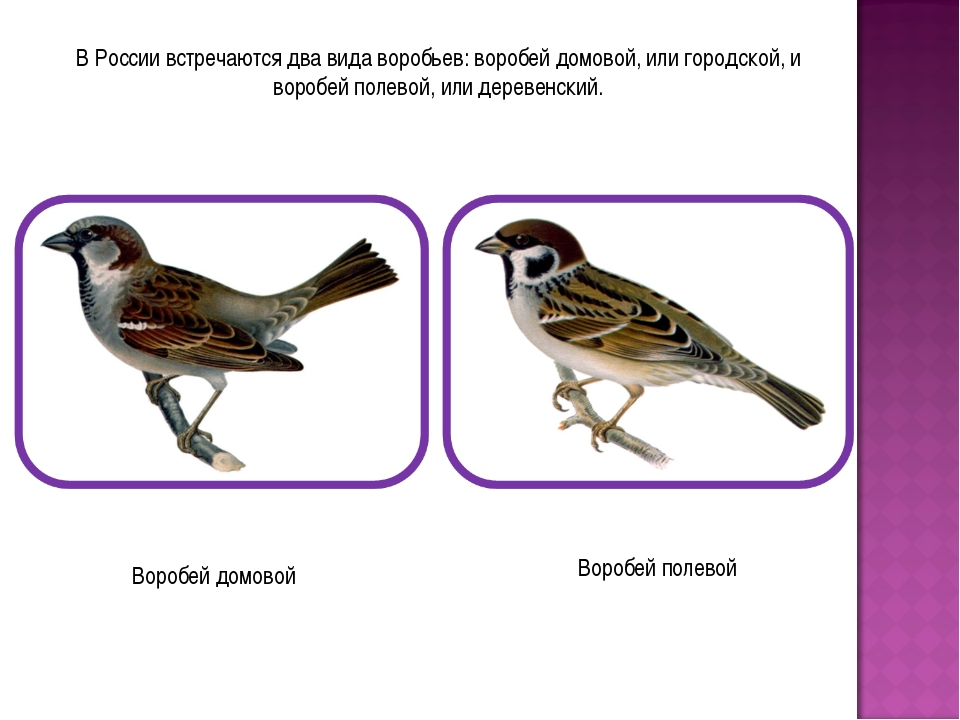 В России встречаются два вида воробьев: воробей домовой, или городской, и
воробей полевой, или деревенский.
Воробей домовой
Воробей полевой